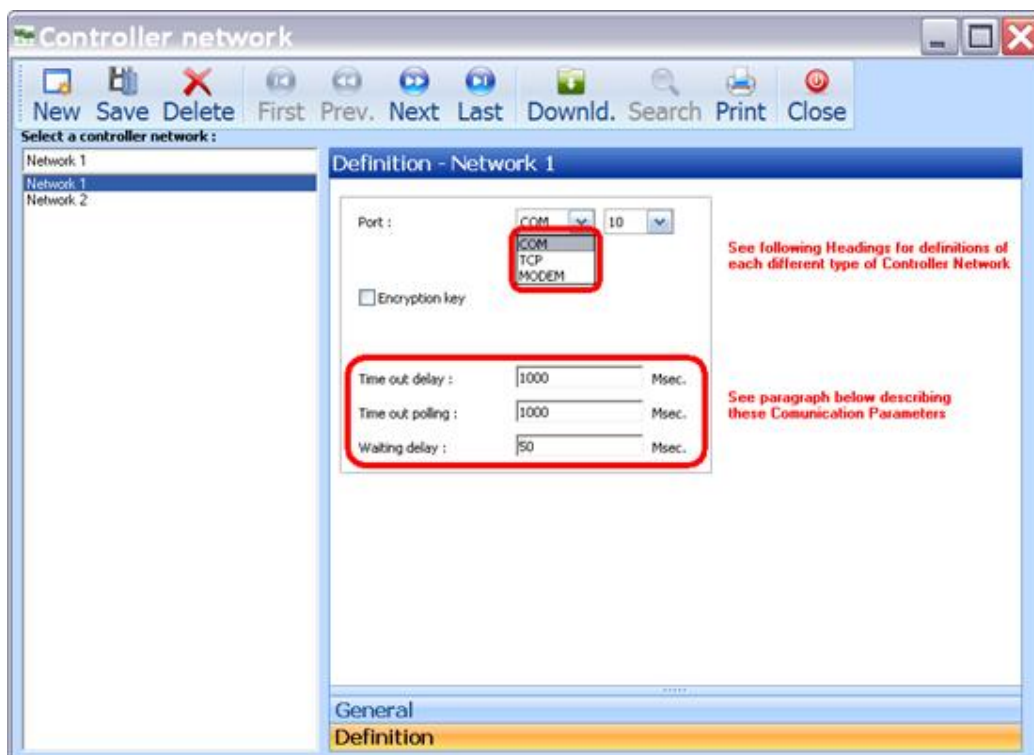 Controller network
New Save Delete First Prev. Next Last Downld. Search Print Close
Select a controller network :
Network 1
Network 1
Network 2
Definition - Network 1
Port : COM 10
COM
TCP
MODEM
See following Headings for definitions of
each different type of Controller Network
Encryption key
Time out delay : 1000 Msec.
Time out polling : 1000 Msec.
Waiting delay : 50 Msec.
See paragraph below describing
these Comunication Parameters
General
Definition